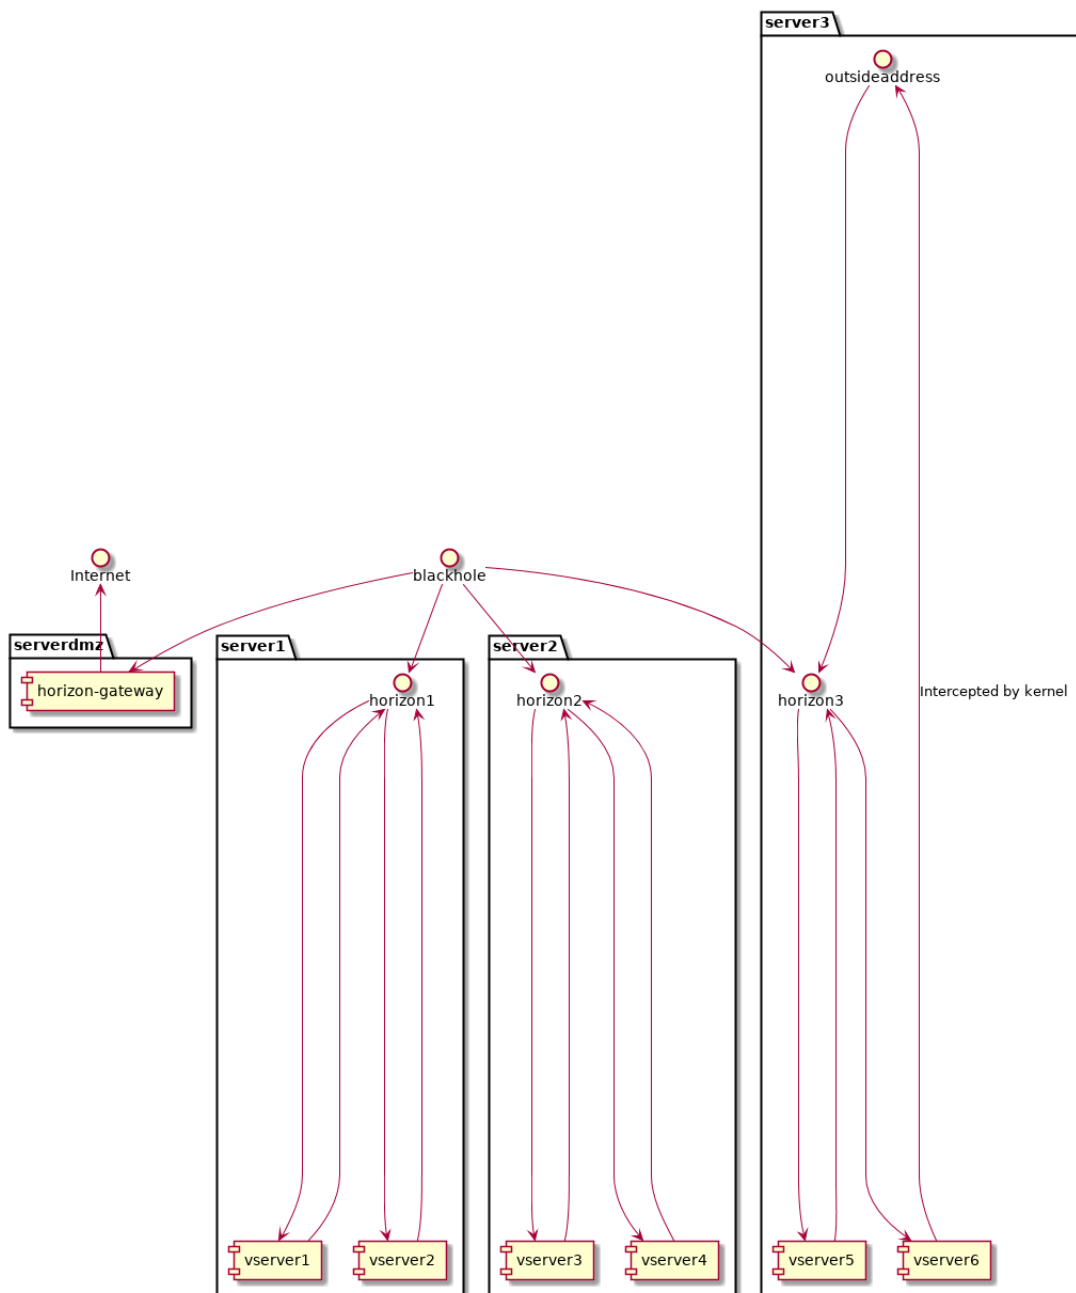 server3
outsideaddress
Internet
blackhole
serverdmz
server1
server2
horizon-gateway
horizon1
horizon2
horizon3
Intercepted by kernel
vserver1
vserver2
vserver3
vserver4
vserver5
vserver6